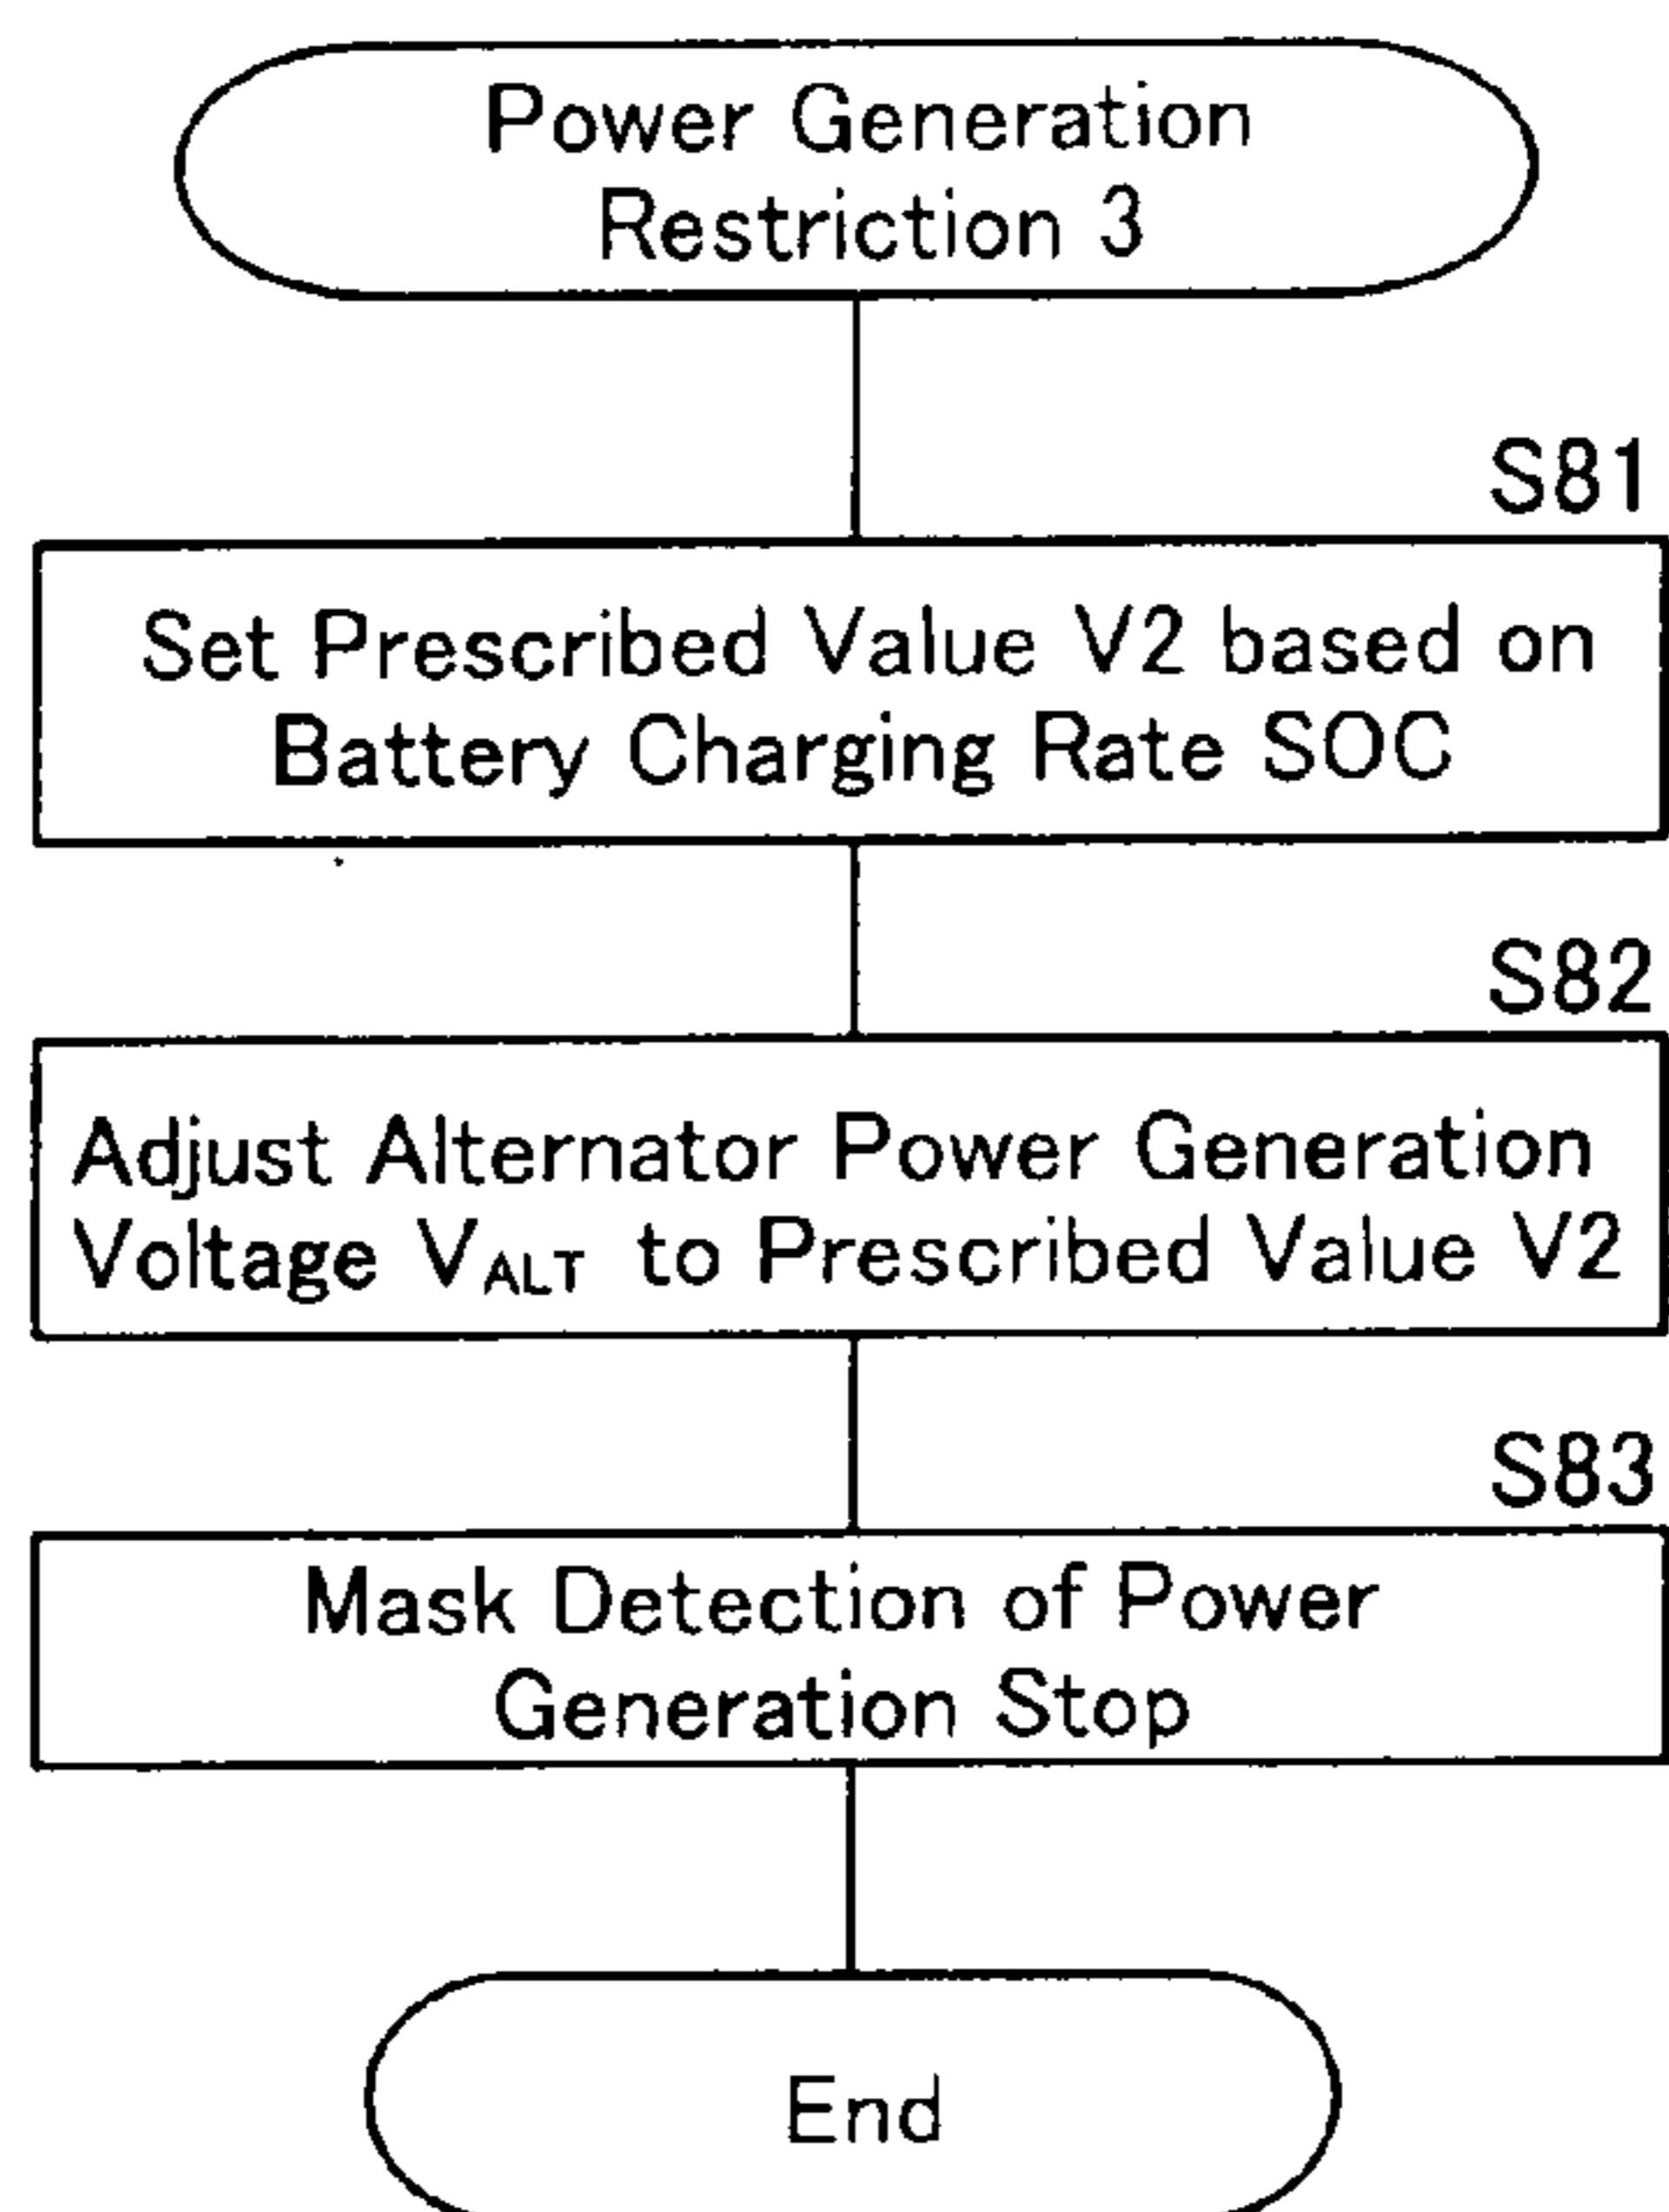 Power Generation
Restriction 3
S81
Set Prescribed Value V2 based on
Battery Charging Rate SOC
S82
Adjust Alternator Power Generation
Voltage VALT to Prescribed Value V2
S83
Mask Detection of Power
Generation Stop
End